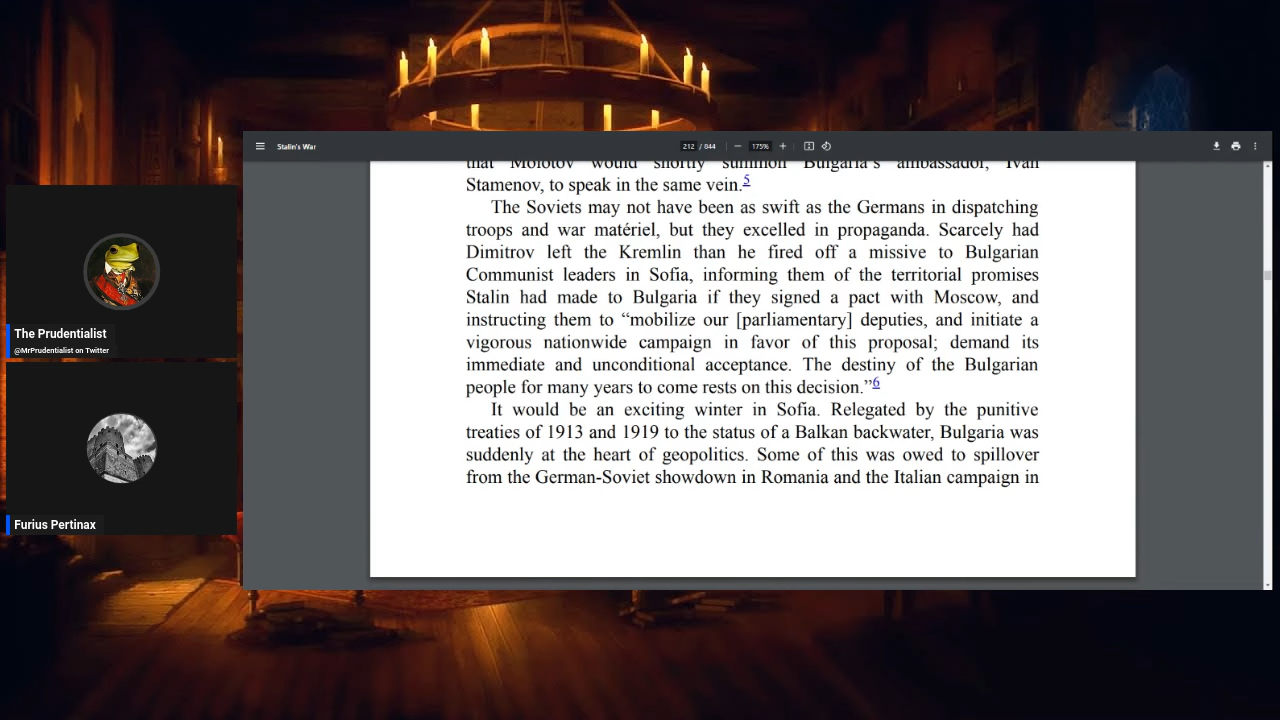 Stalin's War
212 / 844
175%
that Molotov would shortly summon Bulgaria's ambassador, Ivan
Stamenov, to speak in the same vein.5
The Soviets may not have been as swift as the Germans in dispatching
troops and war matériel, but they excelled in propaganda. Scarcely had
Dimitrov left the Kremlin than he fired off a missive to Bulgarian
Communist leaders in Sofia, informing them of the territorial promises
Stalin had made to Bulgaria if they signed a pact with Moscow, and
instructing them to “mobilize our [parliamentary] deputies, and initiate a
vigorous nationwide campaign in favor of this proposal; demand its
immediate and unconditional acceptance. The destiny of the Bulgarian
people for many years to come rests on this decision.”6
It would be an exciting winter in Sofia. Relegated by the punitive
treaties of 1913 and 1919 to the status of a Balkan backwater, Bulgaria was
suddenly at the heart of geopolitics. Some of this was owed to spillover
from the German-Soviet showdown in Romania and the Italian campaign in
The Prudentialist
@MrPrudentialist on Twitter
Furius Pertinax